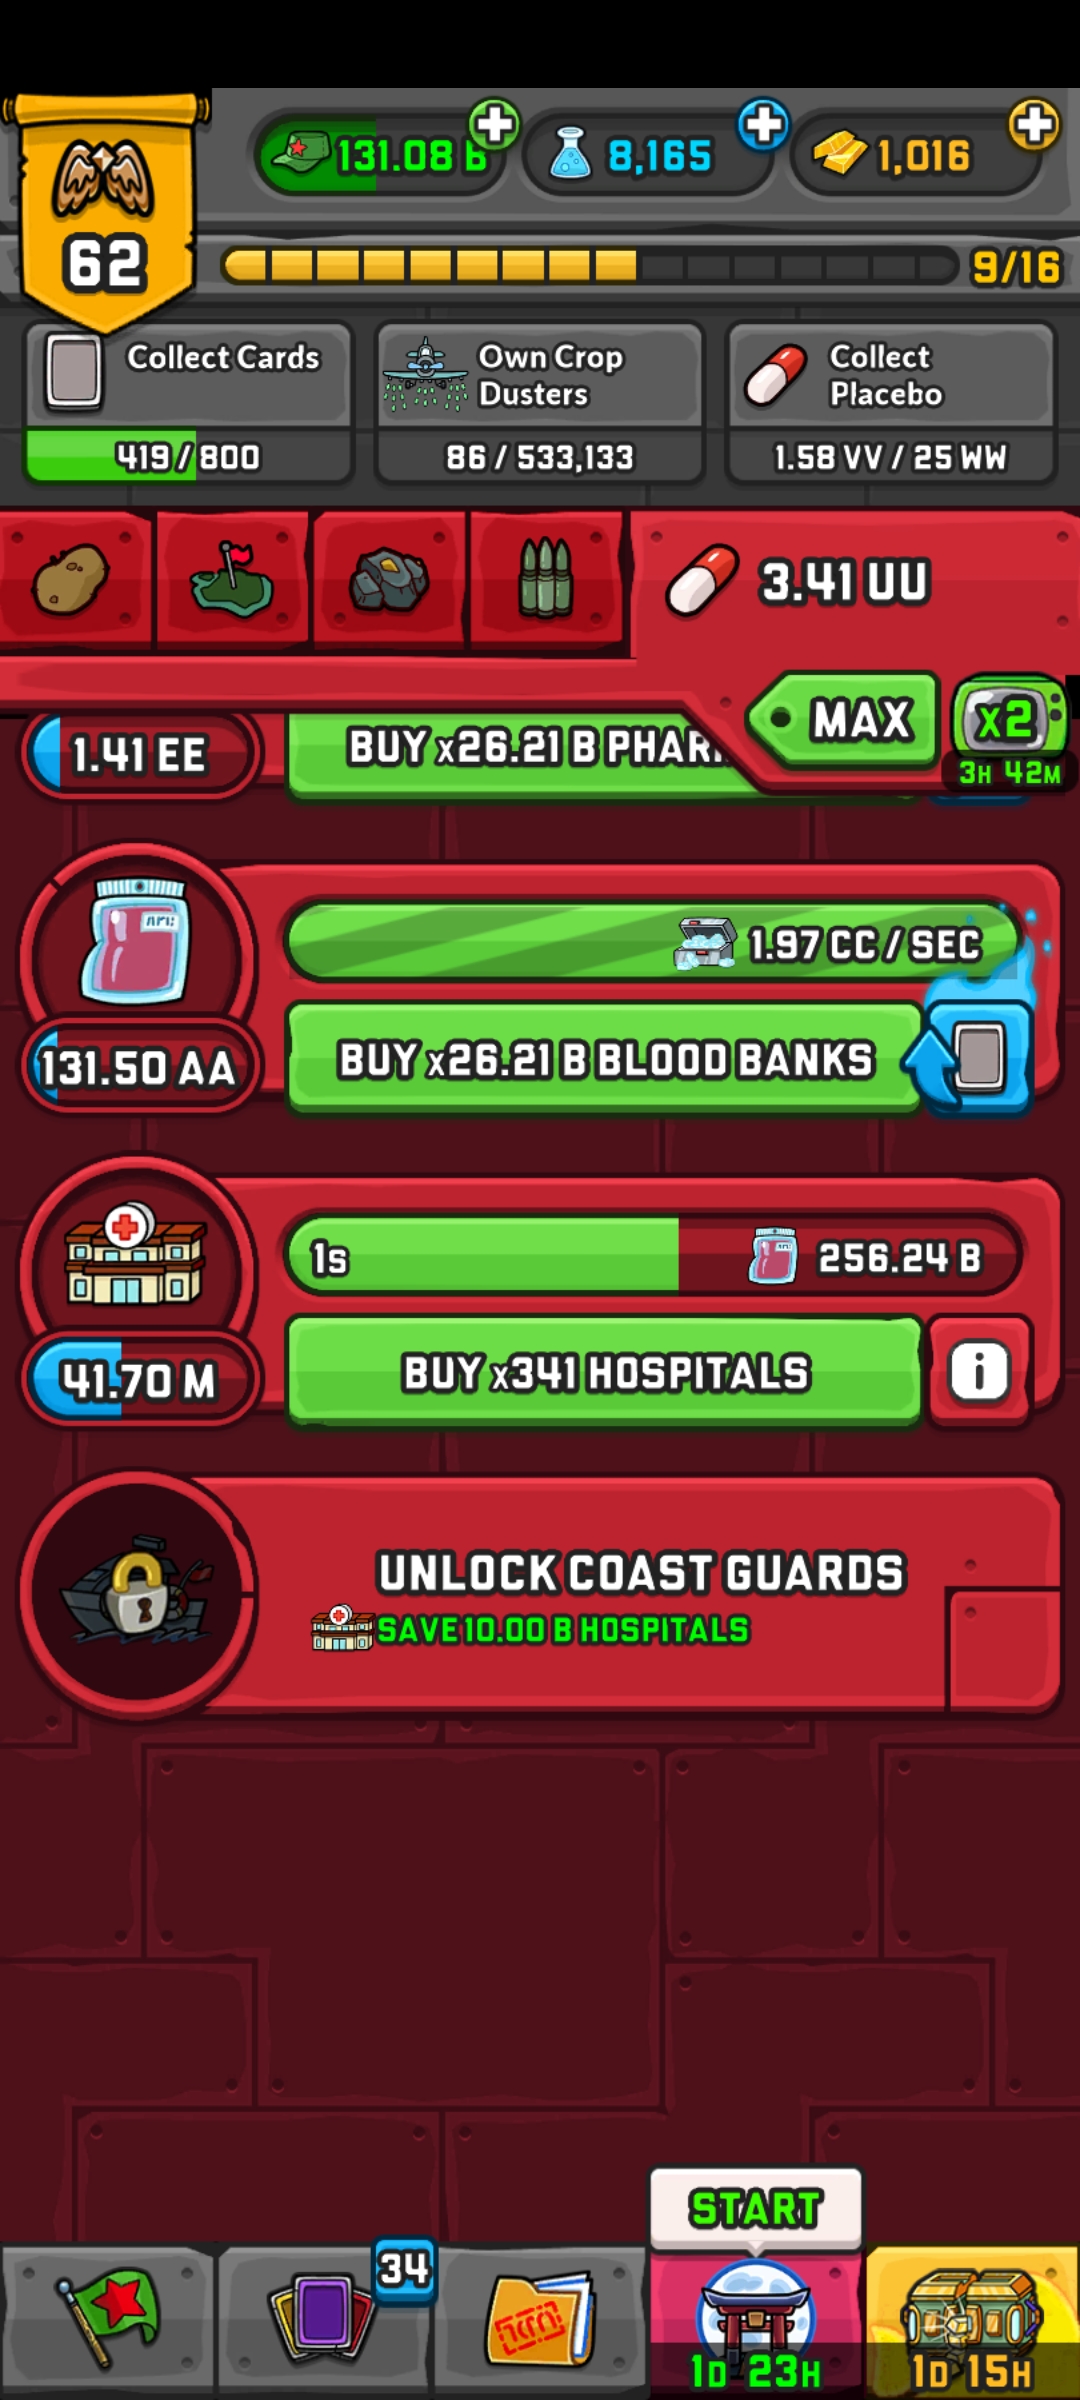 131.08 B
8,165
1,016
62
9/16
Collect Cards
419 / 800
Own Crop
Dusters
86 / 533,133
Collect
Placebo
1.58 VV / 25 WW
3.41 UU
MAX
x2
3H 42M
1.41 EE
BUY x26.21 B
1.97 CC / SEC
131.50 AA
BUY x26.21 B BLOOD BANKS
1s
256.24 B
41.70 M
BUY x341 HOSPITALS
i
UNLOCK COAST GUARDS
SAVE 10.00 B HOSPITALS
START
34
1D 23H
1D 15H